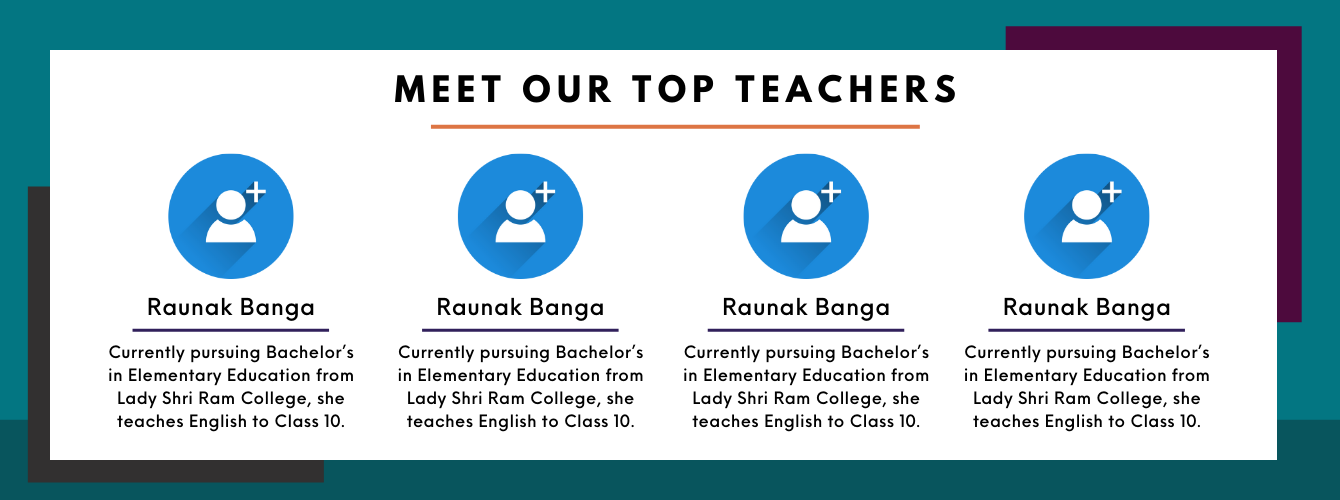 MEET OUR TOP TEACHERS
Raunak Banga
Currently pursuing Bachelor's
in Elementary Education from
Lady Shri Ram College, she
teaches English to Class 10.
Raunak Banga
Currently pursuing Bachelor's
in Elementary Education from
Lady Shri Ram College, she
teaches English to Class 10.
Raunak Banga
Currently pursuing Bachelor's
in Elementary Education from
Lady Shri Ram College, she
teaches English to Class 10.
Raunak Banga
Currently pursuing Bachelor's
in Elementary Education from
Lady Shri Ram College, she
teaches English to Class 10.